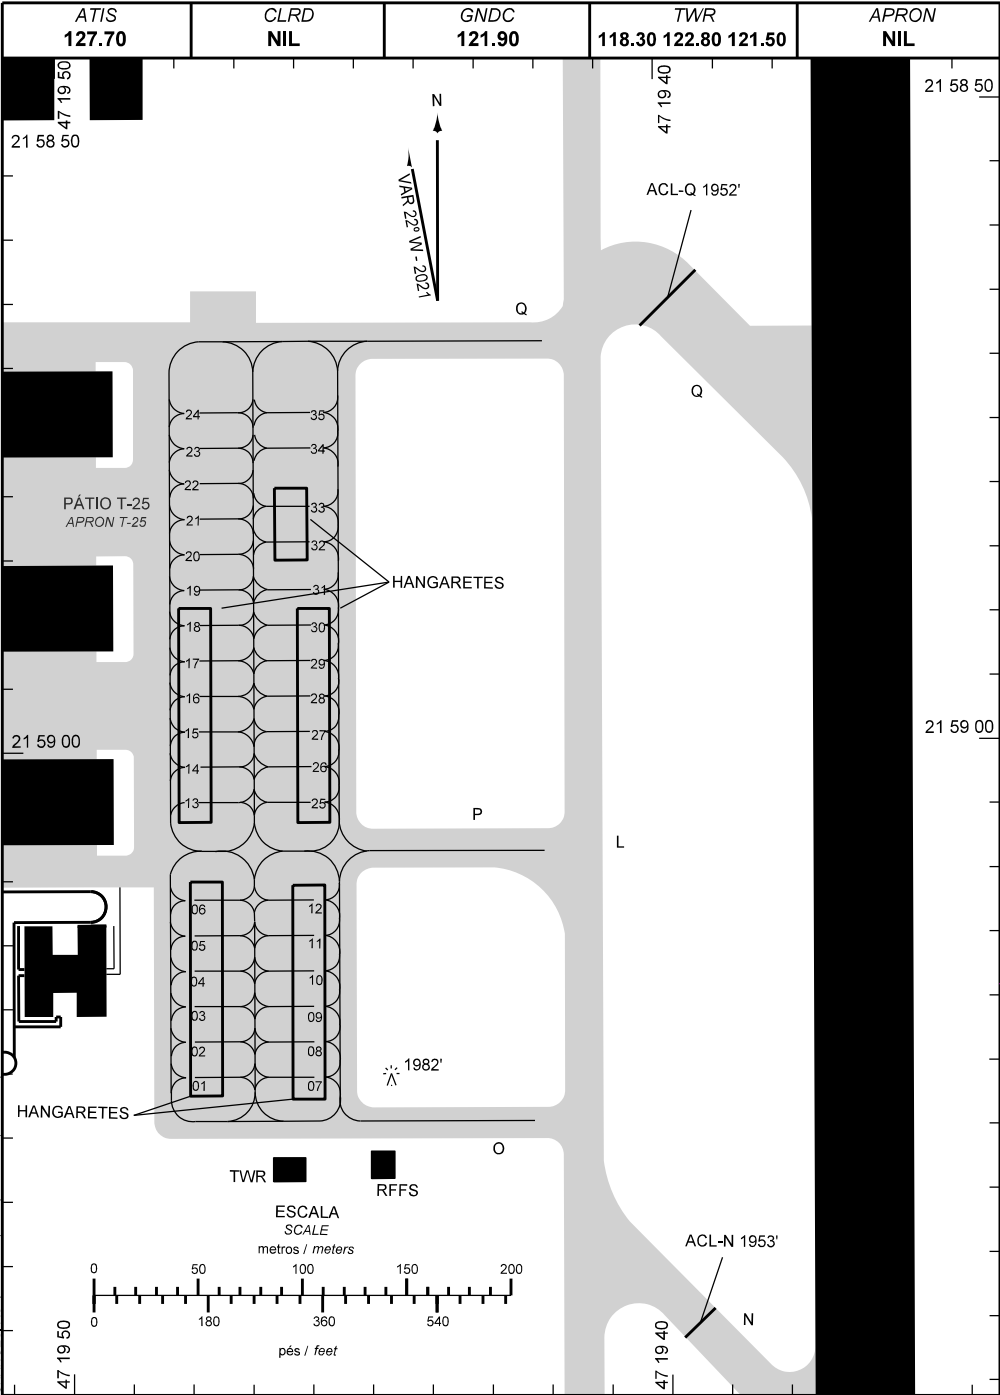 ATIS
127.70
CLRD
NIL
GNDC
121.90
TWR
118.30 122.80 121.50
APRON
NIL
47 19 50
47 19 40
21 58 50
21 58 50
N
VAR 22º W - 2021
ACL-Q 1952'
Q
Q
24
35
23
34
22
33
PÁTIO T-25
APRON T-25
21
32
20
HANGARETES
19
31
18
30
17
29
16
28
15
27
21 59 00
21 59 00
14
26
13
25
P
L
06
12
05
11
04
10
03
09
02
08
1982'
01
07
HANGARETES
O
TWR
RFFS
ESCALA
SCALE
metros / meters
0 50 100 150 200
0 180 360 540
pés / feet
ACL-N 1953'
N
47 19 50
47 19 40